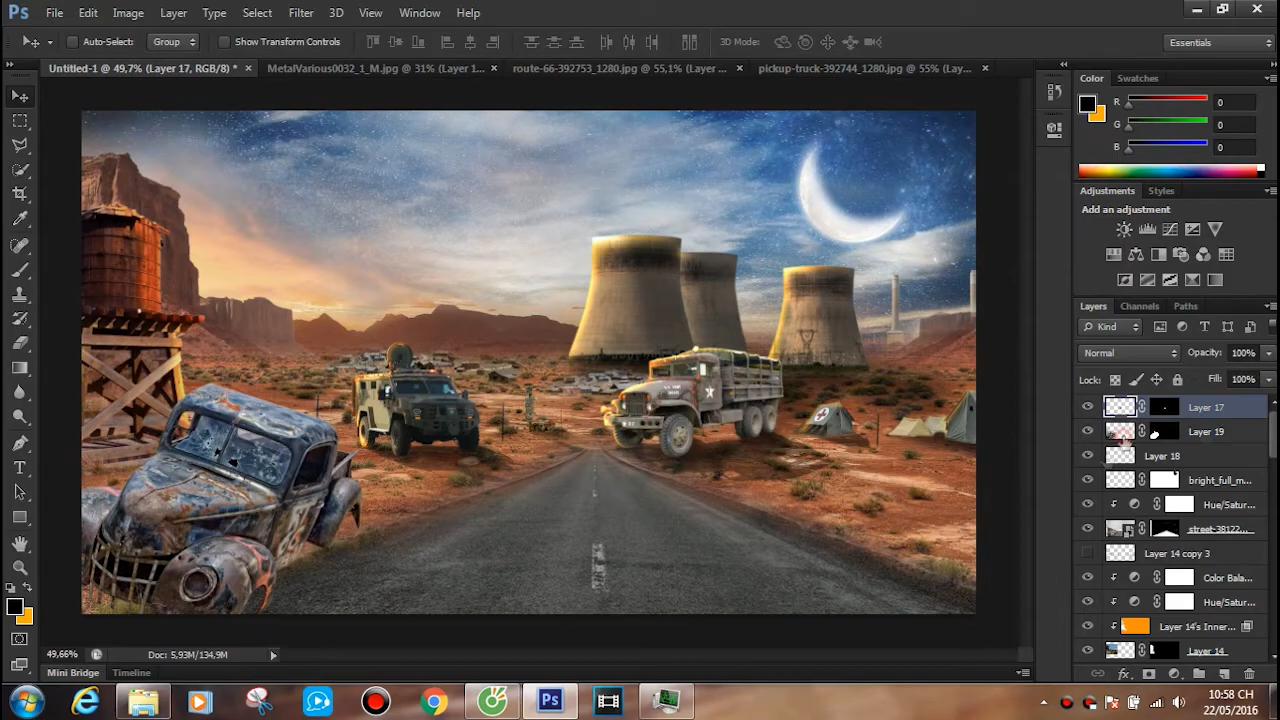 Ps File Edit Image Layer Type Select Filter 3D View Window Help
Auto-Select: Group Show Transform Controls 3D Mode: Essentials
Untitled-1 @ 49,7% (Layer 17, RGB/8) * MetalVarious0032_1_M.jpg @ 31% (Layer 1... route-66-392753_1280.jpg @ 55,1% (Layer ... pickup-truck-392744_1280.jpg @ 55% (Lay...
Color Swatches
R 0
G 0
B 0
Adjustments Styles
Add an adjustment
Layers Channels Paths
Kind
Normal Opacity: 100%
Lock: Fill: 100%
Layer 17
Layer 19
Layer 18
bright_full_m...
Hue/Satur...
street-38122...
Layer 14 copy 3
Color Bala...
Hue/Satur...
Layer 14's Inner...
Layer 14
49,66% Doc: 5,93M/134,9M
Mini Bridge Timeline
Ps
10:58 CH
22/05/2016